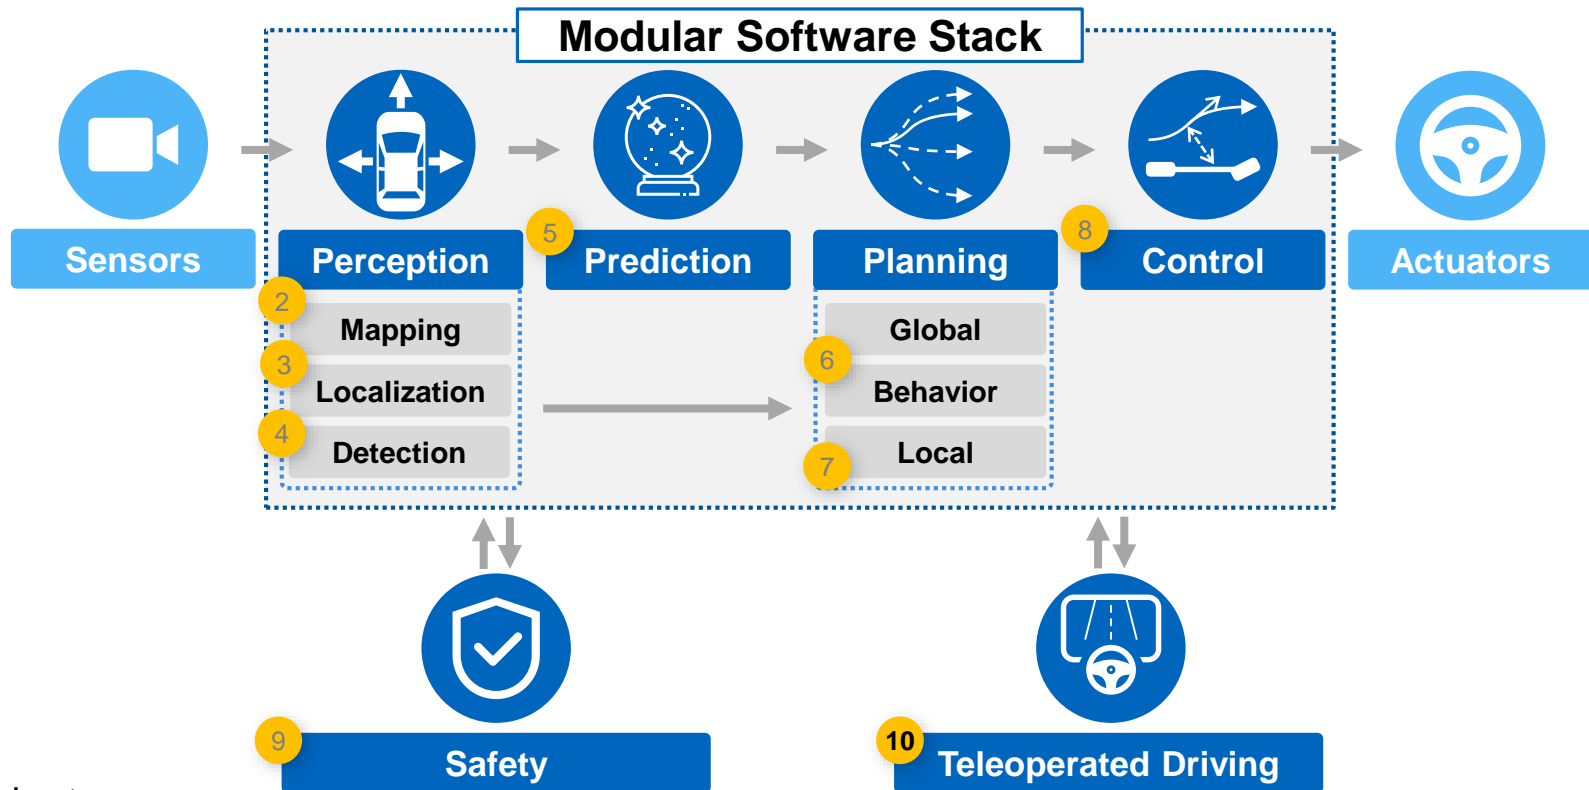 Modular Software Stack
Sensors
Perception
5
Prediction
Planning
8
Control
Actuators
2
Mapping
3
Localization
4
Detection
Global
6
Behavior
7
Local
9
Safety
10
Teleoperated Driving